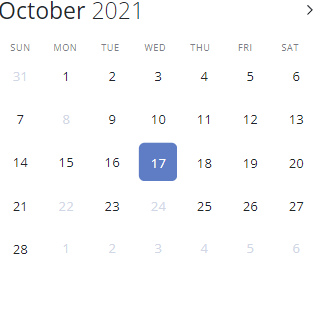 October 2021
SUN MON TUE WED THU FRI SAT
31 1 2 3 4 5 6
7 8 9 10 11 12 13
14 15 16 17 18 19 20
21 22 23 24 25 26 27
28 1 2 3 4 5 6